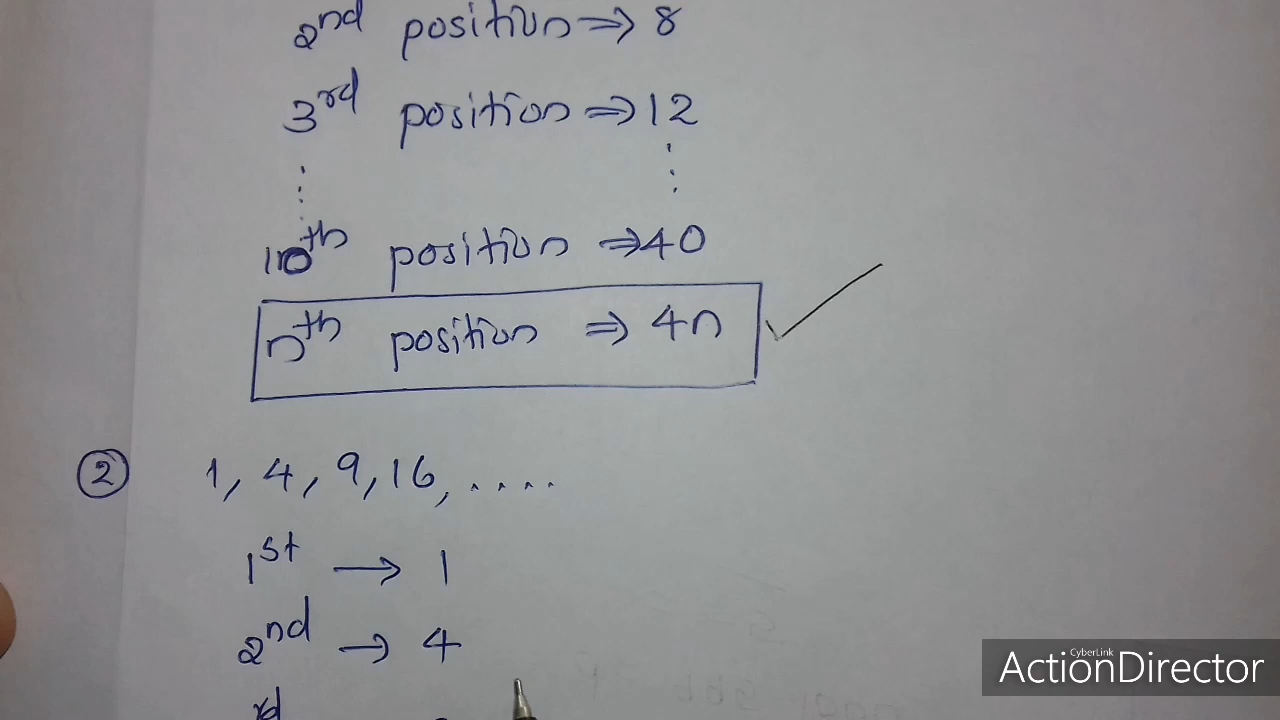 2nd position ⇒ 8
3rd position ⇒ 12
⋮ ⋮
10th position ⇒ 40
nth position ⇒ 4n ✓
② 1, 4, 9, 16, ....
1st → 1
2nd → 4
rd
CyberLink
ActionDirector